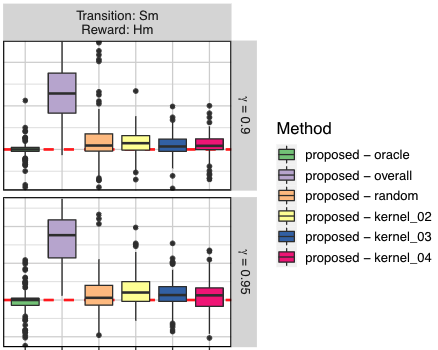 Transition: Sm
Reward: Hm
γ = 0.9
γ = 0.95
Method
proposed − oracle
proposed − overall
proposed − random
proposed − kernel_02
proposed − kernel_03
proposed − kernel_04